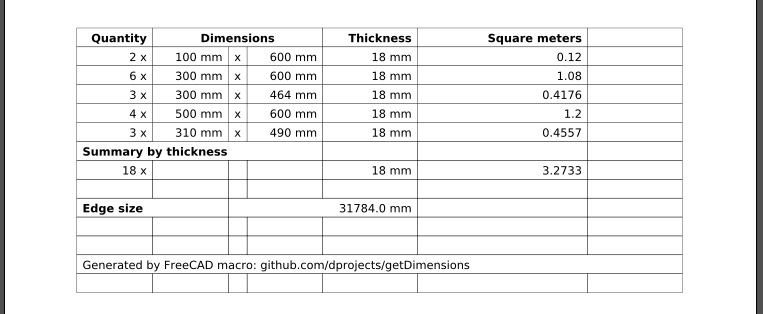 Quantity Dimensions Thickness Square meters
2 x 100 mm x 600 mm 18 mm 0.12
6 x 300 mm x 600 mm 18 mm 1.08
3 x 300 mm x 464 mm 18 mm 0.4176
4 x 500 mm x 600 mm 18 mm 1.2
3 x 310 mm x 490 mm 18 mm 0.4557
Summary by thickness
18 x 18 mm 3.2733
Edge size 31784.0 mm
Generated by FreeCAD macro: github.com/dprojects/getDimensions